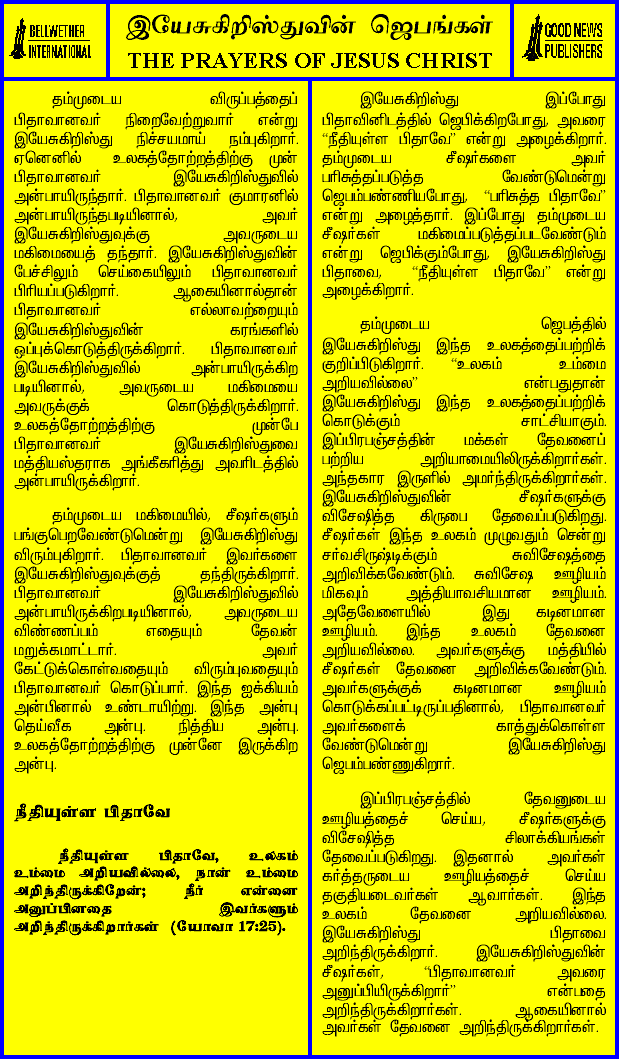 BELLWETHER
INTERNATIONAL
இயேசுகிறிஸ்துவின் ஜெபங்கள்
THE PRAYERS OF JESUS CHRIST
GOOD NEWS
PUBLISHERS
தம்முடைய விருப்பத்தைப்
பிதாவானவர் நிறைவேற்றுவார் என்று
இயேசுகிறிஸ்து நிச்சயமாய் நம்புகிறார்.
ஏனெனில் உலகத்தோற்றத்திற்கு முன்
பிதாவானவர் இயேசுகிறிஸ்துவில்
அன்பாயிருந்தார். பிதாவானவர் குமாரனில்
அன்பாயிருந்தபடியினால், அவர்
இயேசுகிறிஸ்துவுக்கு அவருடைய
மகிமையைத் தந்தார். இயேசுகிறிஸ்துவின்
பேச்சிலும் செய்கையிலும் பிதாவானவர்
பிரியப்படுகிறார். ஆகையினால்தான்
பிதாவானவர் எல்லாவற்றையும்
இயேசுகிறிஸ்துவின் கரங்களில்
ஒப்புக்கொடுத்திருக்கிறார். பிதாவானவர்
இயேசுகிறிஸ்துவில் அன்பாயிருக்கிற
படியினால், அவருடைய மகிமையை
அவருக்குக் கொடுத்திருக்கிறார்.
உலகத்தோற்றத்திற்கு முன்பே
பிதாவானவர் இயேசுகிறிஸ்துவை
மத்தியஸ்தராக அங்கீகரித்து அவரிடத்தில்
அன்பாயிருக்கிறார்.
தம்முடைய மகிமையில், சீஷர்களும்
பங்குபெறவேண்டுமென்று இயேசுகிறிஸ்து
விரும்புகிறார். பிதாவானவர் இவர்களை
இயேசுகிறிஸ்துவுக்குத் தந்திருக்கிறார்.
பிதாவானவர் இயேசுகிறிஸ்துவில்
அன்பாயிருக்கிறபடியினால், அவருடைய
விண்ணப்பம் எதையும் தேவன்
மறுக்கமாட்டார். அவர்
கேட்டுக்கொள்வதையும் விரும்புவதையும்
பிதாவானவர் கொடுப்பார். இந்த ஐக்கியம்
அன்பினால் உண்டாயிற்று. இந்த அன்பு
தெய்வீக அன்பு. நித்திய அன்பு.
உலகத்தோற்றத்திற்கு முன்னே இருக்கிற
அன்பு.
நீதியுள்ள பிதாவே
நீதியுள்ள பிதாவே, உலகம்
உம்மை அறியவில்லை, நான் உம்மை
அறிந்திருக்கிறேன்; நீர் என்னை
அனுப்பினதை இவர்களும்
அறிந்திருக்கிறார்கள் (யோவா 17:25).
இயேசுகிறிஸ்து இப்போது
பிதாவினிடத்தில் ஜெபிக்கிறபோது, அவரை
“நீதியுள்ள பிதாவே” என்று அழைக்கிறார்.
தம்முடைய சீஷர்களை அவர்
பரிசுத்தப்படுத்த வேண்டுமென்று
ஜெபம்பண்ணியபோது, “பரிசுத்த பிதாவே”
என்று அழைத்தார். இப்போது தம்முடைய
சீஷர்கள் மகிமைப்படுத்தப்படவேண்டும்
என்று ஜெபிக்கும்போது, இயேசுகிறிஸ்து
பிதாவை, “நீதியுள்ள பிதாவே” என்று
அழைக்கிறார்.
தம்முடைய ஜெபத்தில்
இயேசுகிறிஸ்து இந்த உலகத்தைப்பற்றிக்
குறிப்பிடுகிறார். “உலகம் உம்மை
அறியவில்லை” என்பதுதான்
இயேசுகிறிஸ்து இந்த உலகத்தைப்பற்றிக்
கொடுக்கும் சாட்சியாகும்.
இப்பிரபஞ்சத்தின் மக்கள் தேவனைப்
பற்றிய அறியாமையிலிருக்கிறார்கள்.
அந்தகார இருளில் அமர்ந்திருக்கிறார்கள்.
இயேசுகிறிஸ்துவின் சீஷர்களுக்கு
விசேஷித்த கிருபை தேவைப்படுகிறது.
சீஷர்கள் இந்த உலகம் முழுவதும் சென்று
சர்வசிருஷ்டிக்கும் சுவிசேஷத்தை
அறிவிக்கவேண்டும். சுவிசேஷ ஊழியம்
மிகவும் அத்தியாவசியமான ஊழியம்.
அதேவேளையில் இது கடினமான
ஊழியம். இந்த உலகம் தேவனை
அறியவில்லை. அவர்களுக்கு மத்தியில்
சீஷர்கள் தேவனை அறிவிக்கவேண்டும்.
அவர்களுக்குக் கடினமான ஊழியம்
கொடுக்கப்பட்டிருப்பதினால், பிதாவானவர்
அவர்களைக் காத்துக்கொள்ள
வேண்டுமென்று இயேசுகிறிஸ்து
ஜெபம்பண்ணுகிறார்.
இப்பிரபஞ்சத்தில் தேவனுடைய
ஊழியத்தைச் செய்ய, சீஷர்களுக்கு
விசேஷித்த சிலாக்கியங்கள்
தேவைப்படுகிறது. இதனால் அவர்கள்
கர்த்தருடைய ஊழியத்தைச் செய்ய
தகுதியடைவர்கள் ஆவார்கள். இந்த
உலகம் தேவனை அறியவில்லை.
இயேசுகிறிஸ்து பிதாவை
அறிந்திருக்கிறார். இயேசுகிறிஸ்துவின்
சீஷர்கள், “பிதாவானவர் அவரை
அனுப்பியிருக்கிறார்” என்பதை
அறிந்திருக்கிறார்கள். ஆகையினால்
அவர்கள் தேவனை அறிந்திருக்கிறார்கள்.